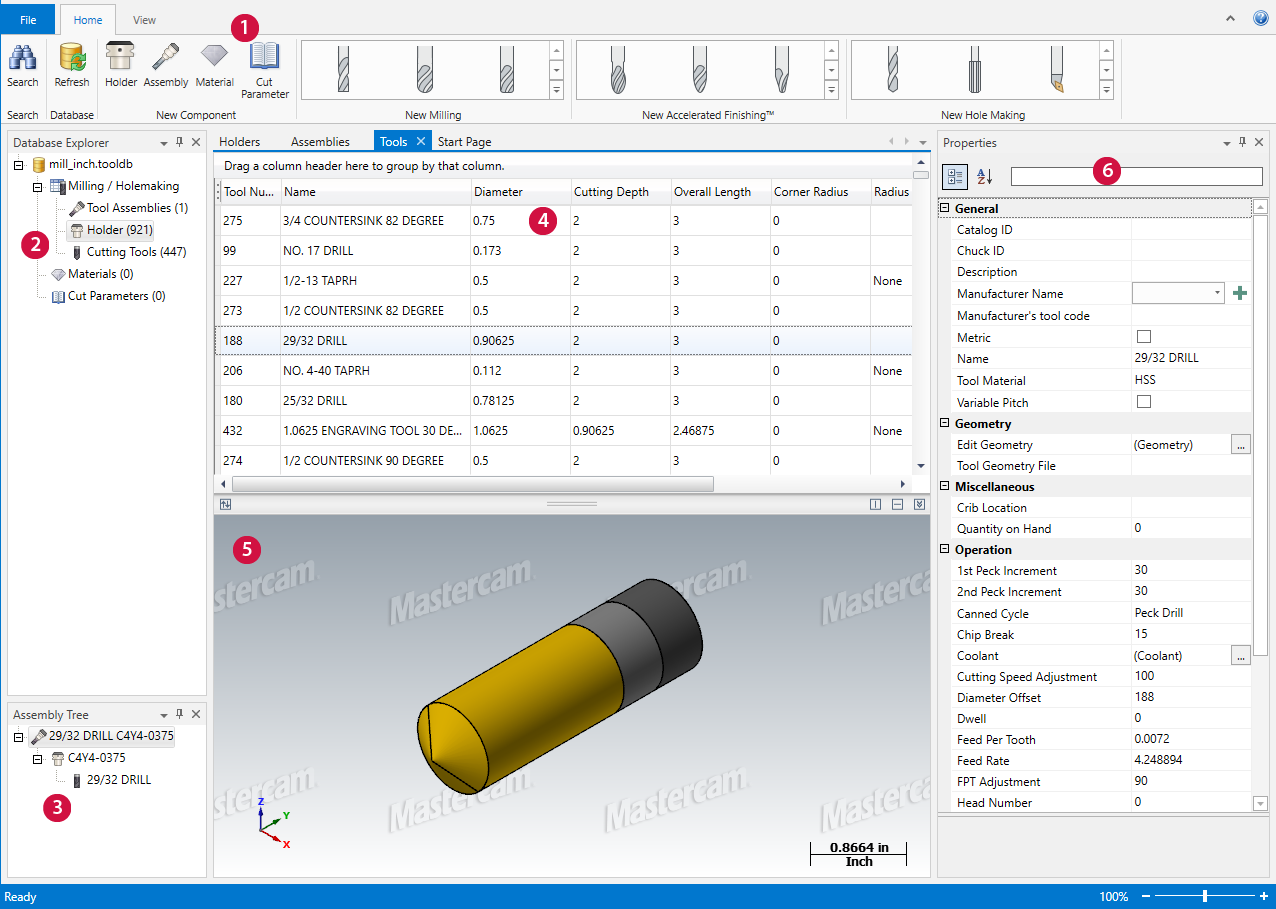 File Home View
1
Search Refresh Holder Assembly Material Cut Parameter
Search Database New Component New Milling New Accelerated Finishing™ New Hole Making
Database Explorer
mill_inch.tooldb
Milling / Holemaking
Tool Assemblies (1)
Holder (921)
2
Cutting Tools (447)
Materials (0)
Cut Parameters (0)
Assembly Tree
29/32 DRILL C4Y4-0375
C4Y4-0375
29/32 DRILL
3
Holders Assemblies Tools Start Page
Drag a column header here to group by that column.
Tool Nu... Name Diameter Cutting Depth Overall Length Corner Radius Radius
275 3/4 COUNTERSINK 82 DEGREE 0.75 2 3 0
4
99 NO. 17 DRILL 0.173 2 3 0
227 1/2-13 TAPRH 0.5 2 3 0 None
273 1/2 COUNTERSINK 82 DEGREE 0.5 2 3 0
188 29/32 DRILL 0.90625 2 3 0
206 NO. 4-40 TAPRH 0.112 2 3 0 None
180 25/32 DRILL 0.78125 2 3 0
432 1.0625 ENGRAVING TOOL 30 DE... 1.0625 0.90625 2.46875 0 None
274 1/2 COUNTERSINK 90 DEGREE 0.5 2 3 0
5
Mastercam Mastercam Mastercam Mastercam
Mastercam Mastercam Mastercam Mastercam
Z
Y
X
0.8664 in
Inch
Properties
A
Z
6
General
Catalog ID
Chuck ID
Description
Manufacturer Name
Manufacturer's tool code
Metric
Name 29/32 DRILL
Tool Material HSS
Variable Pitch
Geometry
Edit Geometry (Geometry) ...
Tool Geometry File
Miscellaneous
Crib Location
Quantity on Hand 0
Operation
1st Peck Increment 30
2nd Peck Increment 30
Canned Cycle Peck Drill
Chip Break 15
Coolant (Coolant) ...
Cutting Speed Adjustment 100
Diameter Offset 188
Dwell 0
Feed Per Tooth 0.0072
Feed Rate 4.248894
FPT Adjustment 90
Head Number 0
Ready 100%